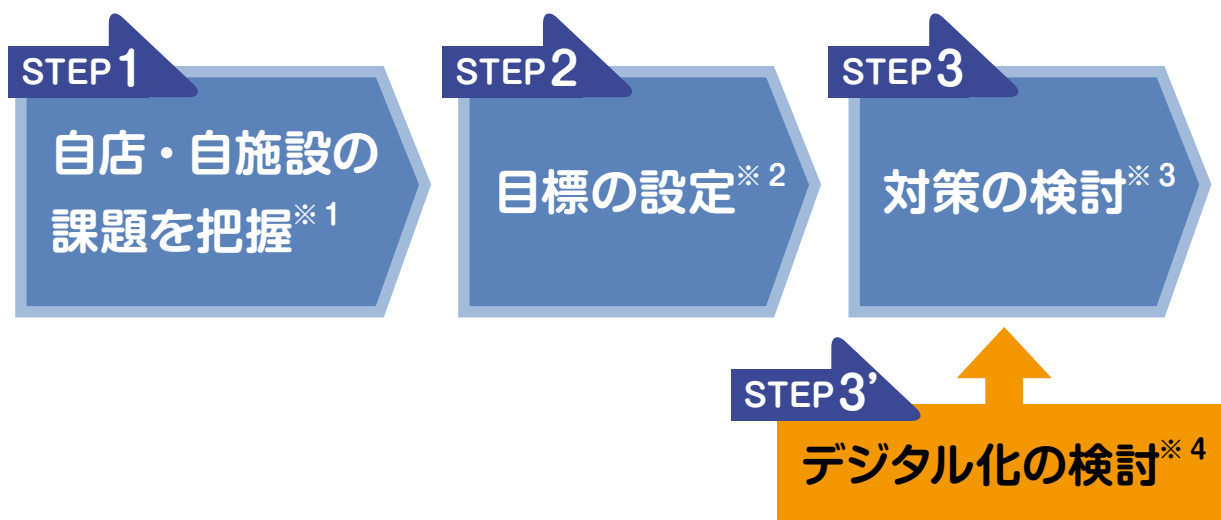 STEP1
自店・自施設の
課題を把握※1
STEP2
目標の設定※2
STEP3
対策の検討※3
STEP3’
デジタル化の検討※4